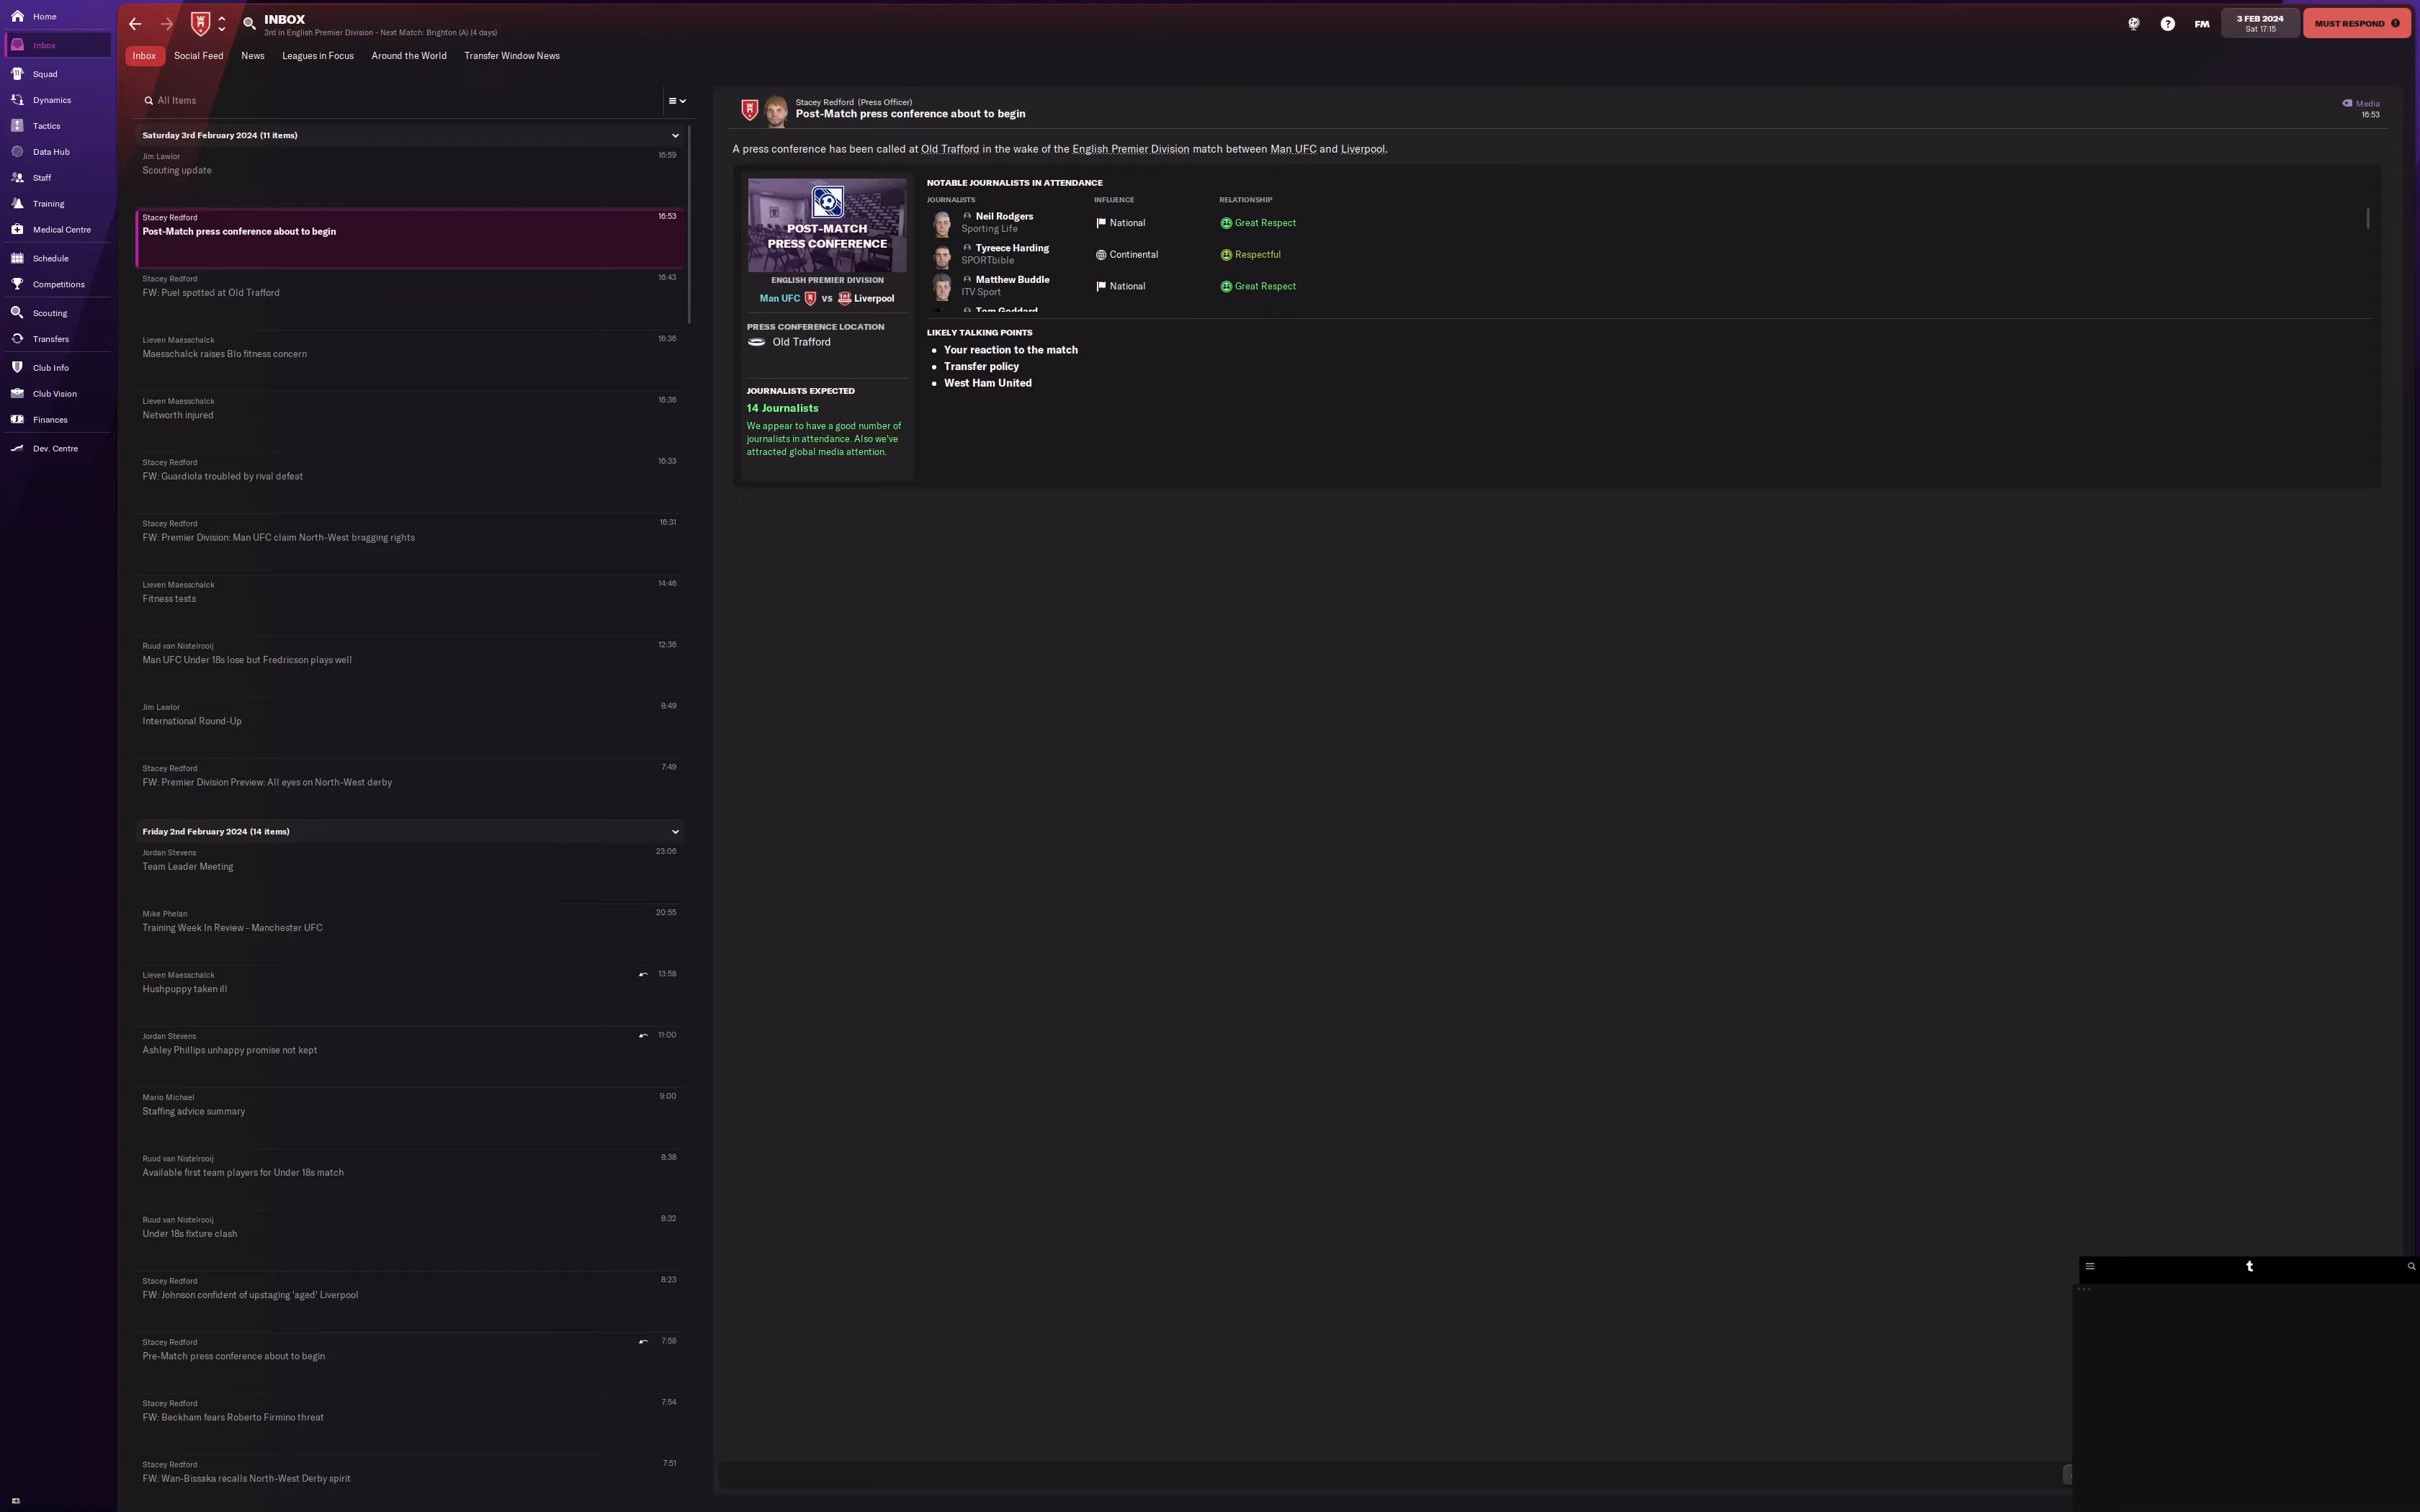 Home
Inbox
Squad
Dynamics
Tactics
Data Hub
Staff
Training
Medical Centre
Schedule
Competitions
Scouting
Transfers
Club Info
Club Vision
Finances
Dev. Centre
INBOX
3rd in English Premier Division - Next Match: Brighton (A) (4 days)
FM
3 FEB 2024
Sat 17:15
MUST RESPOND
Inbox Social Feed News Leagues in Focus Around the World Transfer Window News
All Items
Saturday 3rd February 2024 (11 items)
Jim Lawlor 16:59
Scouting update
Stacey Redford 16:53
Post-Match press conference about to begin
Stacey Redford 16:43
FW: Puel spotted at Old Trafford
Lieven Maesschalck 16:36
Maesschalck raises Blo fitness concern
Lieven Maesschalck 16:36
Networth injured
Stacey Redford 16:33
FW: Guardiola troubled by rival defeat
Stacey Redford 16:31
FW: Premier Division: Man UFC claim North-West bragging rights
Lieven Maesschalck 14:46
Fitness tests
Ruud van Nistelrooij 12:36
Man UFC Under 18s lose but Fredricson plays well
Jim Lawlor 8:49
International Round-Up
Stacey Redford 7:49
FW: Premier Division Preview: All eyes on North-West derby
Friday 2nd February 2024 (14 items)
Jordan Stevens 23:06
Team Leader Meeting
Mike Phelan 20:55
Training Week In Review - Manchester UFC
Lieven Maesschalck 13:58
Hushpuppy taken ill
Jordan Stevens 11:00
Ashley Phillips unhappy promise not kept
Mario Michael 9:00
Staffing advice summary
Ruud van Nistelrooij 8:38
Available first team players for Under 18s match
Ruud van Nistelrooij 8:32
Under 18s fixture clash
Stacey Redford 8:23
FW: Johnson confident of upstaging 'aged' Liverpool
Stacey Redford 7:58
Pre-Match press conference about to begin
Stacey Redford 7:54
FW: Beckham fears Roberto Firmino threat
Stacey Redford 7:51
FW: Wan-Bissaka recalls North-West Derby spirit
Stacey Redford (Press Officer)
Post-Match press conference about to begin
Media
16:53
A press conference has been called at Old Trafford in the wake of the English Premier Division match between Man UFC and Liverpool.
POST-MATCH
PRESS CONFERENCE
ENGLISH PREMIER DIVISION
Man UFC vs Liverpool
PRESS CONFERENCE LOCATION
Old Trafford
JOURNALISTS EXPECTED
14 Journalists
We appear to have a good number of
journalists in attendance. Also we've
attracted global media attention.
NOTABLE JOURNALISTS IN ATTENDANCE
JOURNALISTS INFLUENCE RELATIONSHIP
Neil Rodgers
Sporting Life
National Great Respect
Tyreece Harding
SPORTbible
Continental Respectful
Matthew Buddle
ITV Sport
National Great Respect
Tom Goddard
LIKELY TALKING POINTS
Your reaction to the match
Transfer policy
West Ham United
t